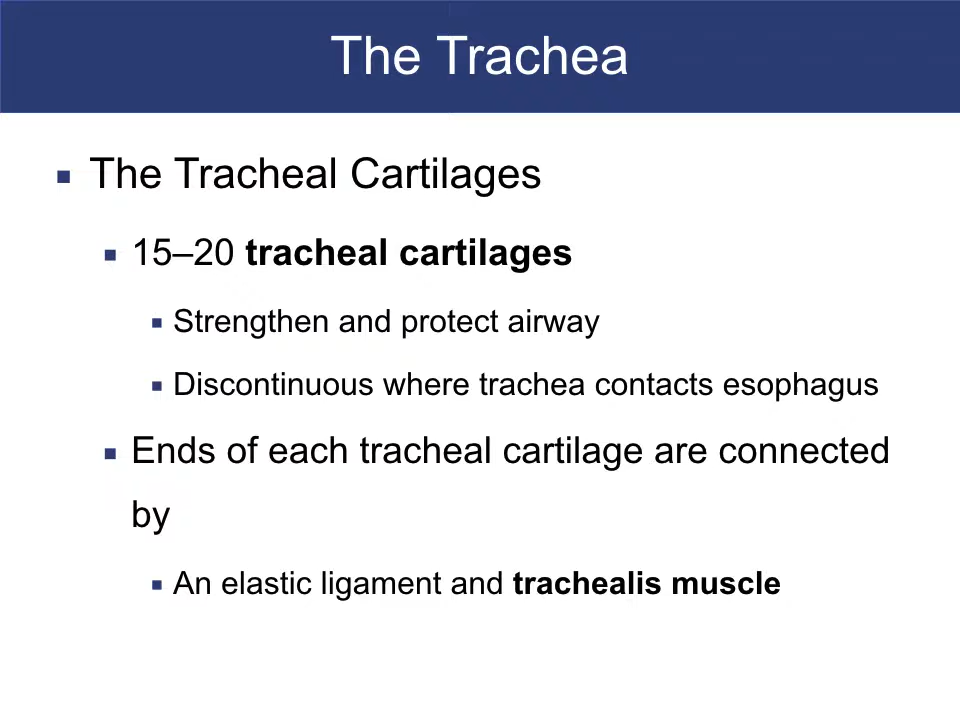 The Trachea
The Tracheal Cartilages
15–20 tracheal cartilages
Strengthen and protect airway
Discontinuous where trachea contacts esophagus
Ends of each tracheal cartilage are connected
by
An elastic ligament and trachealis muscle